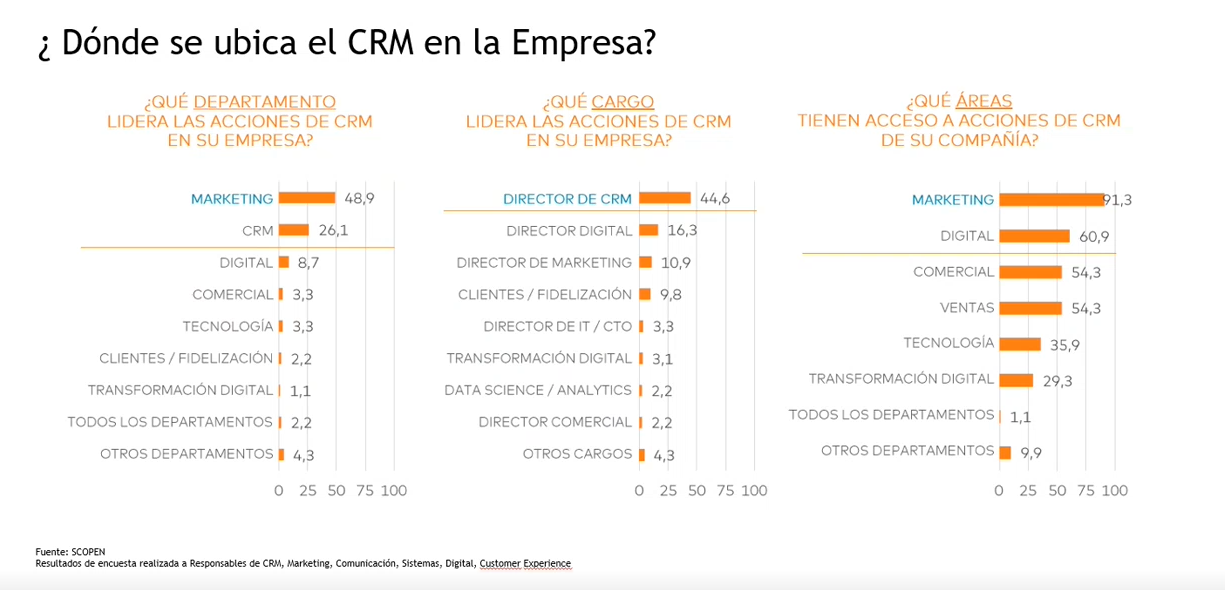 ¿ Dónde se ubica el CRM en la Empresa?
¿QUÉ DEPARTAMENTO
LIDERA LAS ACCIONES DE CRM
EN SU EMPRESA?
MARKETING 48,9
CRM 26,1
DIGITAL 8,7
COMERCIAL 3,3
TECNOLOGÍA 3,3
CLIENTES / FIDELIZACIÓN 2,2
TRANSFORMACIÓN DIGITAL 1,1
TODOS LOS DEPARTAMENTOS 2,2
OTROS DEPARTAMENTOS 4,3
0 25 50 75 100
¿QUÉ CARGO
LIDERA LAS ACCIONES DE CRM
EN SU EMPRESA?
DIRECTOR DE CRM 44,6
DIRECTOR DIGITAL 16,3
DIRECTOR DE MARKETING 10,9
CLIENTES / FIDELIZACIÓN 9,8
DIRECTOR DE IT / CTO 3,3
TRANSFORMACIÓN DIGITAL 3,1
DATA SCIENCE / ANALYTICS 2,2
DIRECTOR COMERCIAL 2,2
OTROS CARGOS 4,3
0 25 50 75 100
¿QUÉ ÁREAS
TIENEN ACCESO A ACCIONES DE CRM
DE SU COMPAÑÍA?
MARKETING 91,3
DIGITAL 60,9
COMERCIAL 54,3
VENTAS 54,3
TECNOLOGÍA 35,9
TRANSFORMACIÓN DIGITAL 29,3
TODOS LOS DEPARTAMENTOS 1,1
OTROS DEPARTAMENTOS 9,9
0 25 50 75 100
Fuente: SCOPEN
Resultados de encuesta realizada a Responsables de CRM, Marketing, Comunicación, Sistemas, Digital, Customer Experience